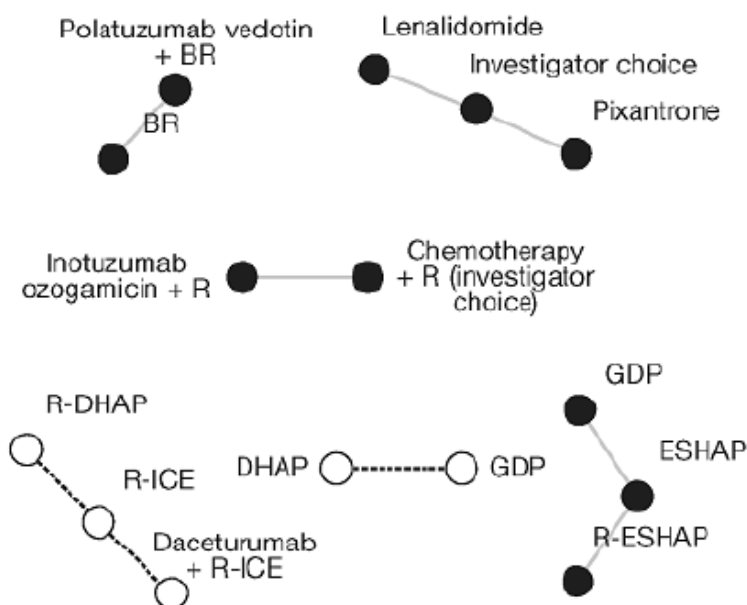 Polatuzumab vedotin
+ BR
BR
Lenalidomide
Investigator choice
Pixantrone
Inotuzumab
ozogamicin + R
Chemotherapy
+ R (investigator
choice)
R-DHAP
R-ICE
Daceturumab
+ R-ICE
DHAP
GDP
GDP
ESHAP
R-ESHAP